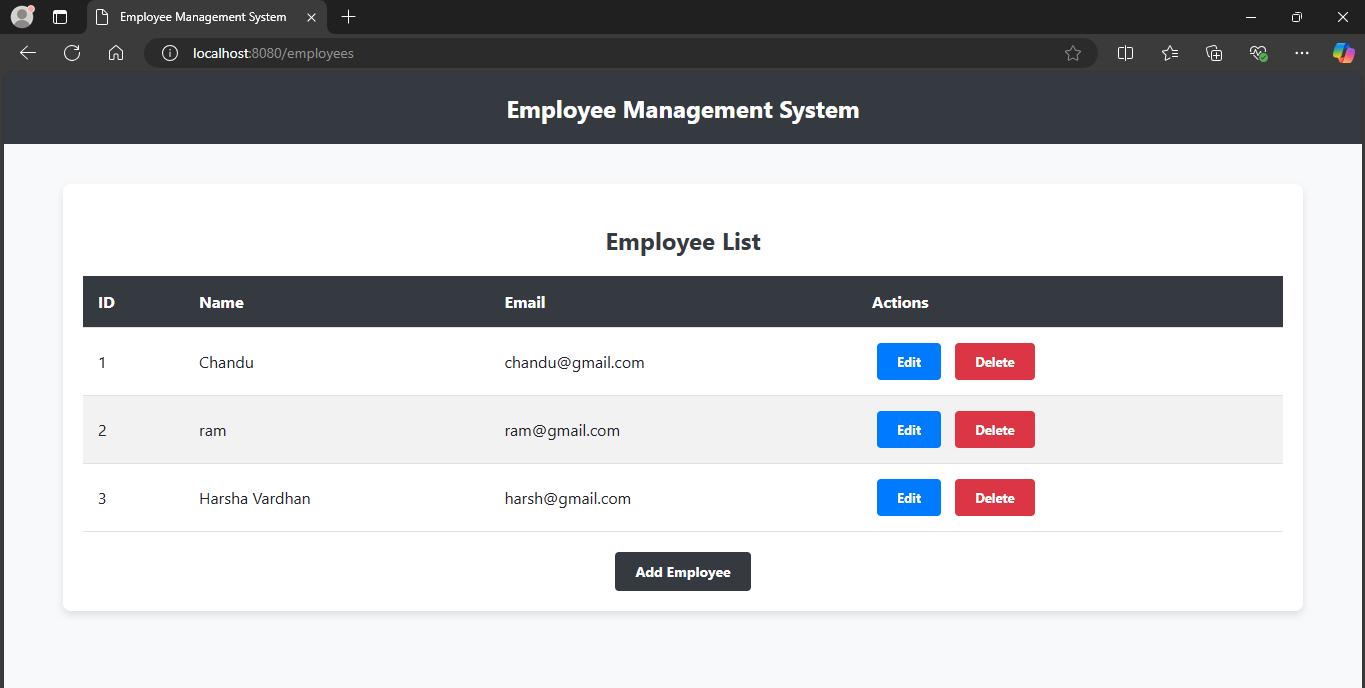 Employee Management System
localhost:8080/employees
Employee Management System
Employee List
ID Name Email Actions
1 Chandu chandu@gmail.com Edit Delete
2 ram ram@gmail.com Edit Delete
3 Harsha Vardhan harsh@gmail.com Edit Delete
Add Employee